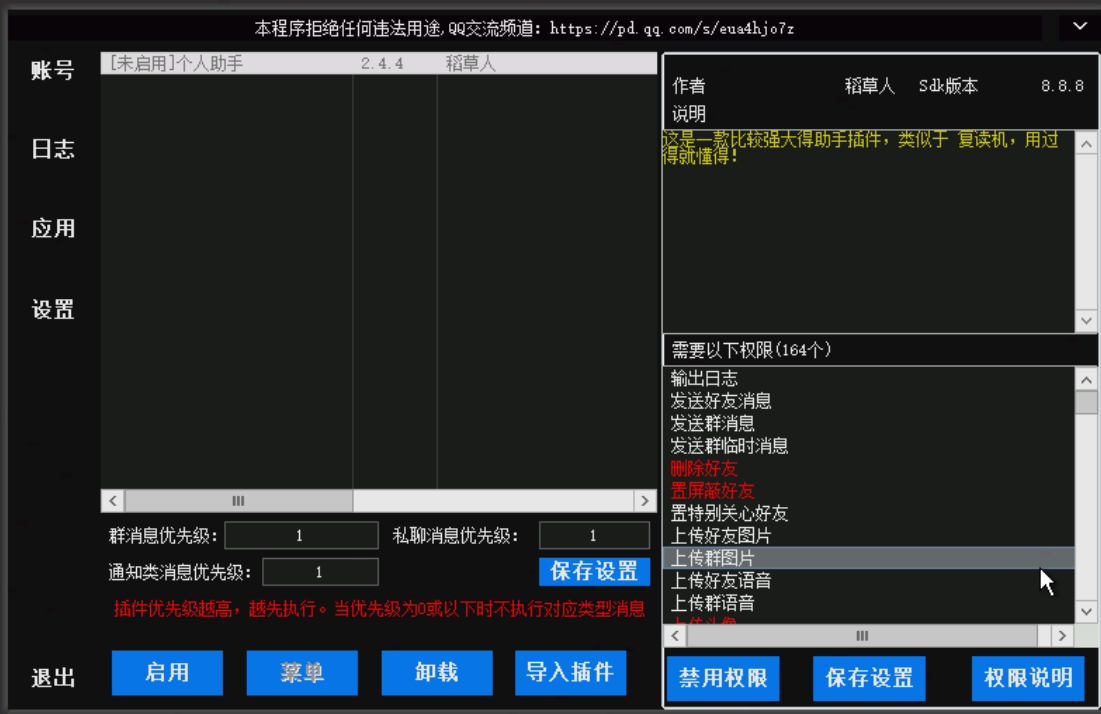 本程序拒绝任何违法用途,QQ交流频道: https://pd.qq.com/s/eua4hjo7z
账号
日志
应用
设置
退出
[未启用]个人助手 2.4.4 稻草人
群消息优先级: 1 私聊消息优先级: 1
通知类消息优先级: 1 保存设置
插件优先级越高，越先执行。当优先级为0或以下时不执行对应类型消息
启用 菜单 卸载 导入插件
作者 稻草人 Sdk版本 8.8.8
说明
这是一款比较强大得助手插件，类似于 复读机，用过
得就懂得!
需要以下权限(164个)
输出日志
发送好友消息
发送群消息
发送群临时消息
删除好友
置屏蔽好友
置特别关心好友
上传好友图片
上传群图片
上传好友语音
上传群语音
上传头像
禁用权限 保存设置 权限说明